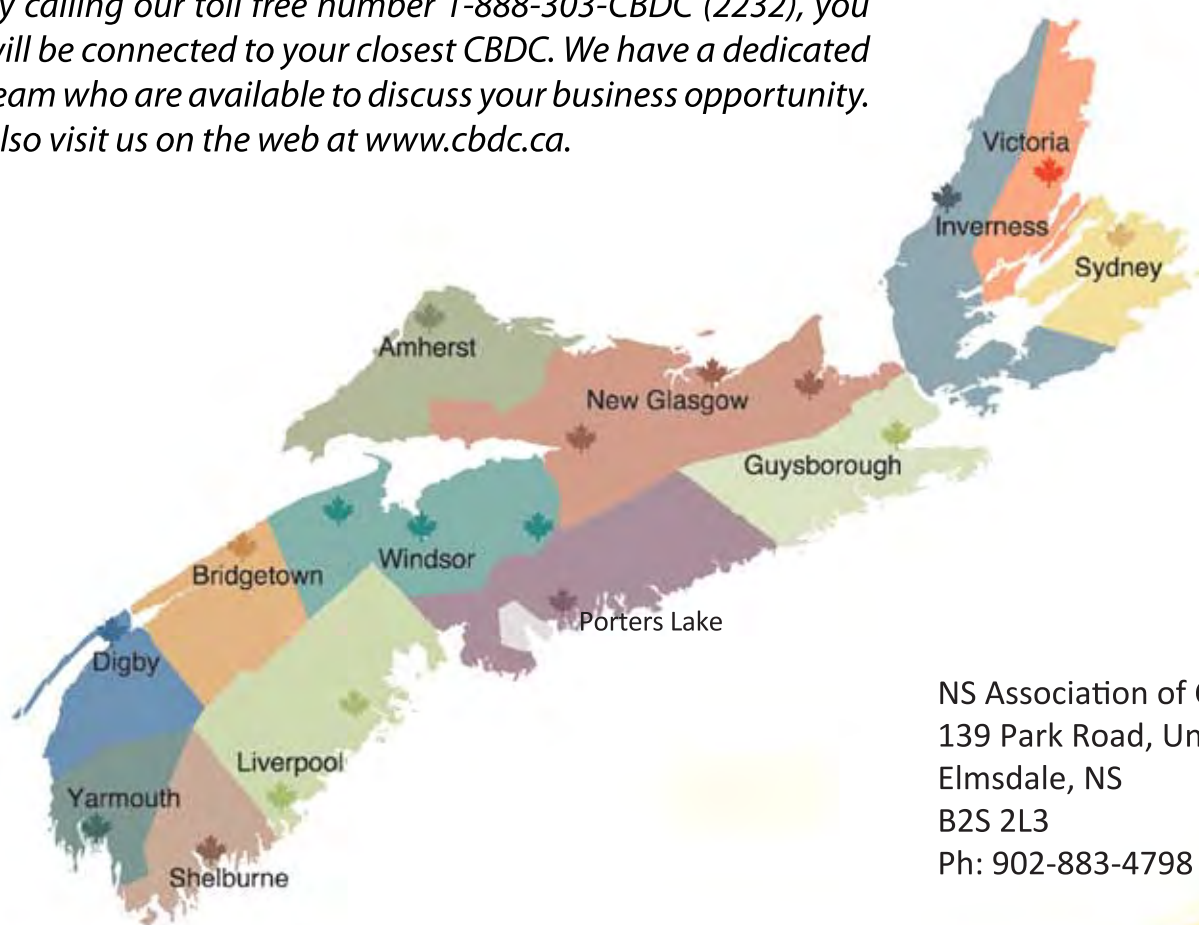 y calling our toll free number 1-888-303-CBDC (2232), you
will be connected to your closest CBDC. We have a dedicated
eam who are available to discuss your business opportunity.
lso visit us on the web at www.cbdc.ca.
Victoria
Inverness
Sydney
Amherst
New Glasgow
Guysborough
Windsor
Bridgetown
Porters Lake
Digby
Liverpool
Yarmouth
Shelburne
NS Association of
139 Park Road, Un
Elmsdale, NS
B2S 2L3
Ph: 902-883-4798